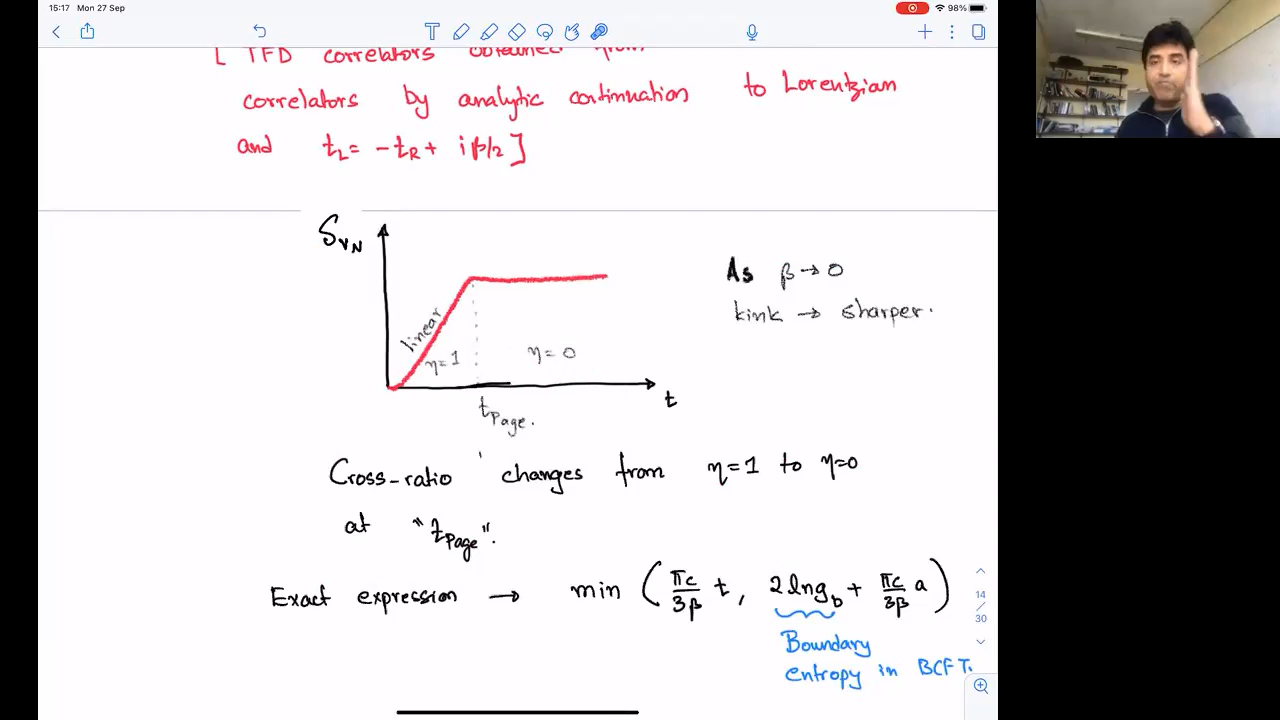 15:17 Mon 27 Sep
98%
[ TFD correlators obtained from
correlators by analytic continuation to Lorentzian
and t_L = -t_R + iβ/2 ]
S_VN
linear
η=1
η=0
t_Page.
t
As β→0
kink → sharper.
Cross-ratio changes from η=1 to η=0
at "t_Page".
Exact expression → min ( πc/3β t, 2 ln g_b + πc/3β a )
Boundary
entropy in BCFT.
14
/
30